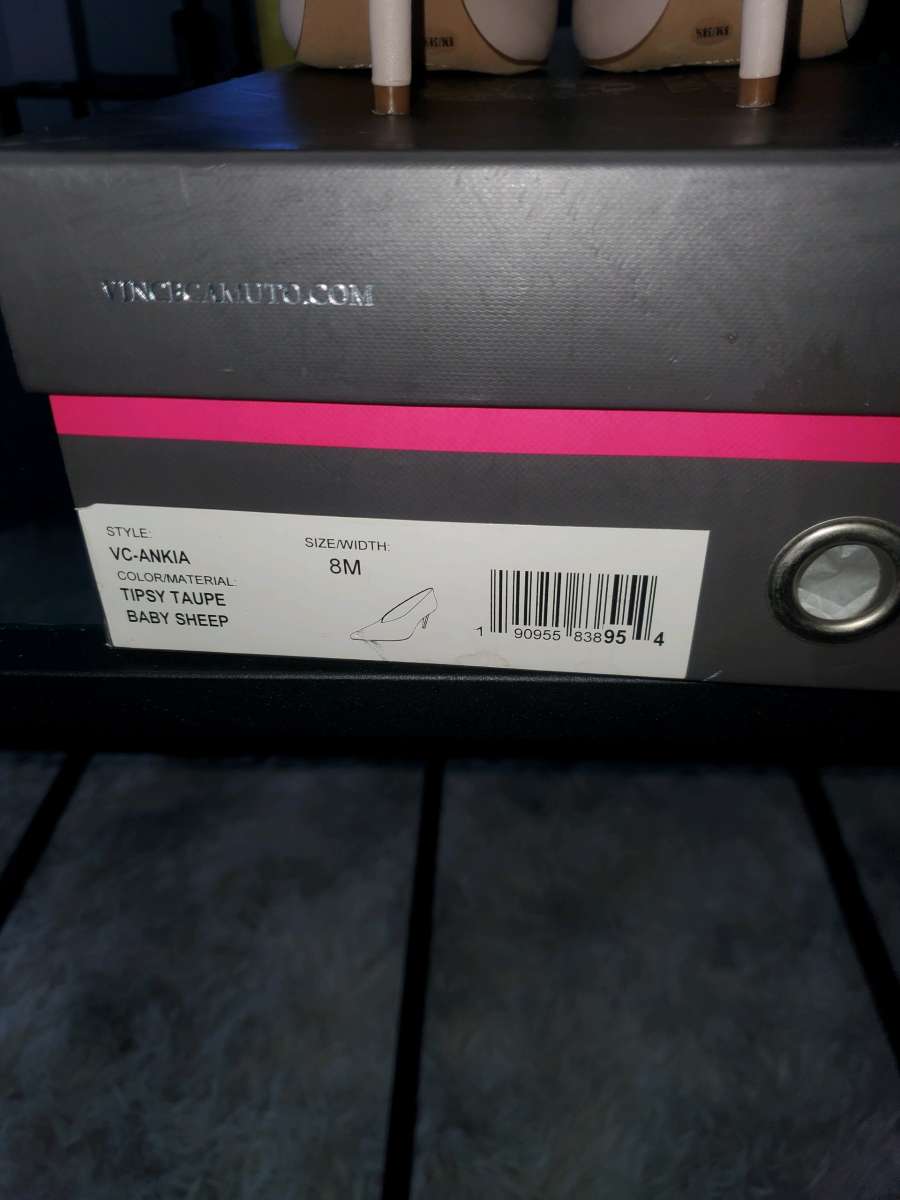 VINCECAMUTO.COM
STYLE:
VC-ANKIA
COLOR/MATERIAL:
TIPSY TAUPE
BABY SHEEP
SIZE/WIDTH:
8M
1 90955 83895 4